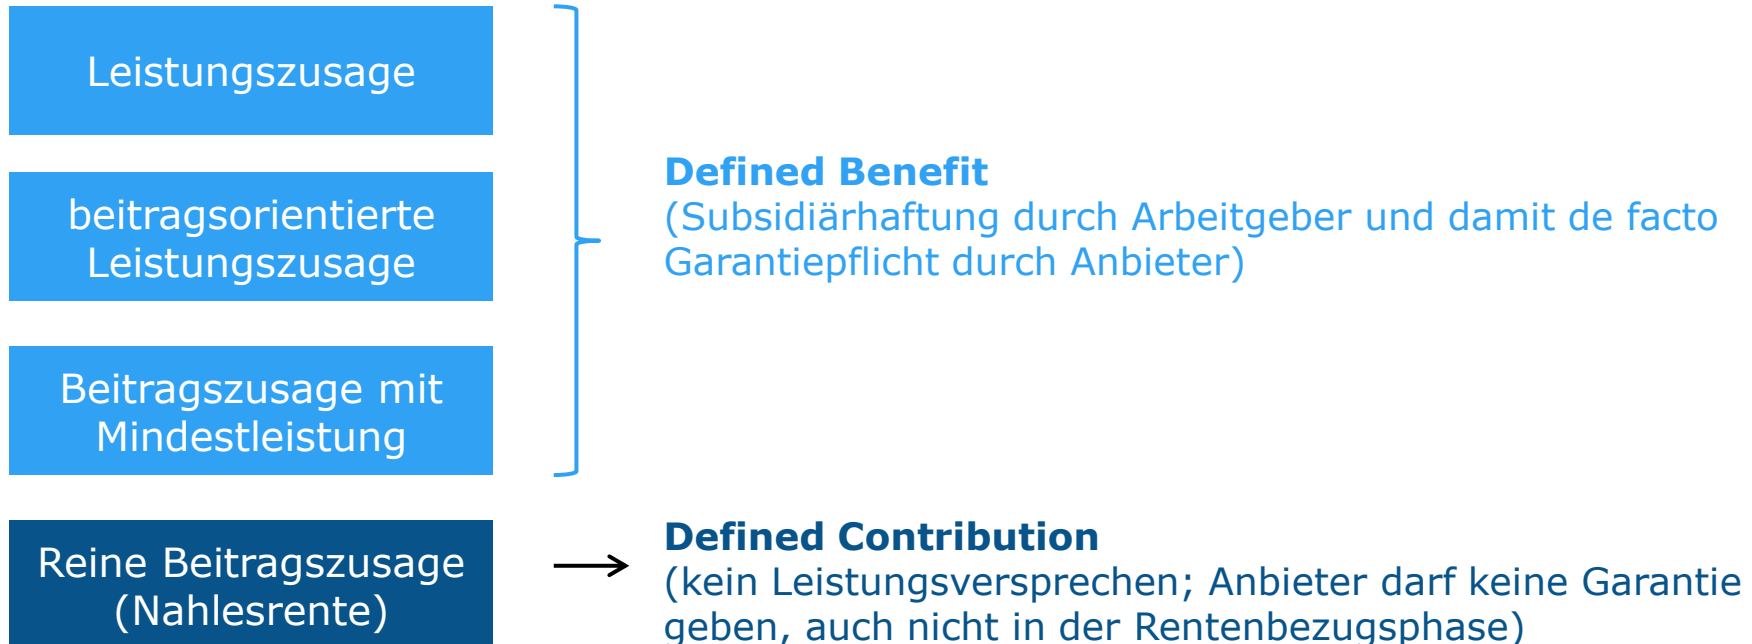 Leistungszusage
beitragsorientierte
Leistungszusage
Beitragszusage mit
Mindestleistung
Defined Benefit
(Subsidiärhaftung durch Arbeitgeber und damit de facto
Garantiepflicht durch Anbieter)
Reine Beitragszusage
(Nahlesrente)
Defined Contribution
(kein Leistungsversprechen; Anbieter darf keine Garantie
geben, auch nicht in der Rentenbezugsphase)